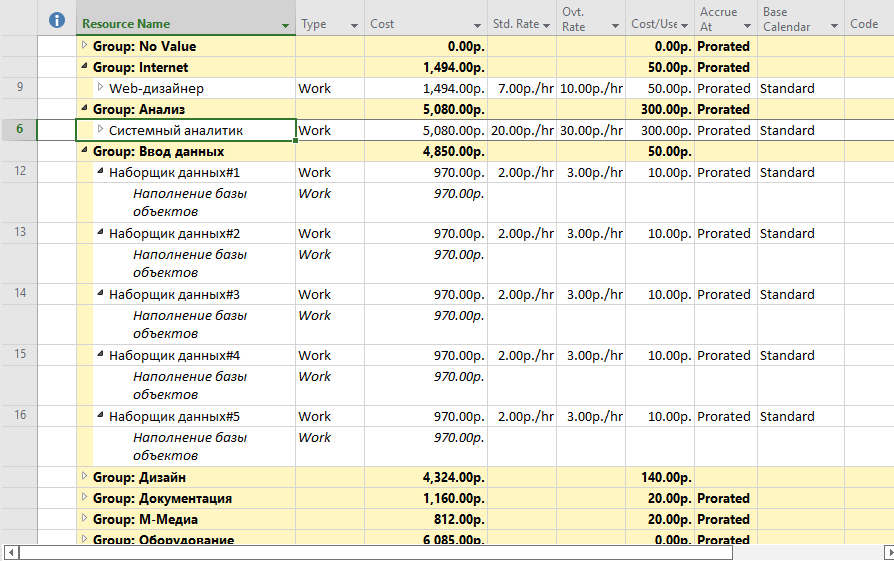 Resource Name Type Cost Std. Rate Ovt. Rate Cost/Use Accrue At Base Calendar Code
Group: No Value 0.00р. 0.00р. Prorated
Group: Internet 1,494.00р. 50.00р. Prorated
9 Web-дизайнер Work 1,494.00р. 7.00р./hr 10.00р./hr 50.00р. Prorated Standard
Group: Анализ 5,080.00р. 300.00р. Prorated
6 Системный аналитик Work 5,080.00р. 20.00р./hr 30.00р./hr 300.00р. Prorated Standard
Group: Ввод данных 4,850.00р. 50.00р.
12 Наборщик данных#1 Work 970.00р. 2.00р./hr 3.00р./hr 10.00р. Prorated Standard
Наполнение базы объектов Work 970.00р.
13 Наборщик данных#2 Work 970.00р. 2.00р./hr 3.00р./hr 10.00р. Prorated Standard
Наполнение базы объектов Work 970.00р.
14 Наборщик данных#3 Work 970.00р. 2.00р./hr 3.00р./hr 10.00р. Prorated Standard
Наполнение базы объектов Work 970.00р.
15 Наборщик данных#4 Work 970.00р. 2.00р./hr 3.00р./hr 10.00р. Prorated Standard
Наполнение базы объектов Work 970.00р.
16 Наборщик данных#5 Work 970.00р. 2.00р./hr 3.00р./hr 10.00р. Prorated Standard
Наполнение базы объектов Work 970.00р.
Group: Дизайн 4,324.00р. 140.00р.
Group: Документация 1,160.00р. 20.00р. Prorated
Group: М-Медиа 812.00р. 20.00р. Prorated
Group: Оборудование 6 085.00р. 0.00р. Prorated